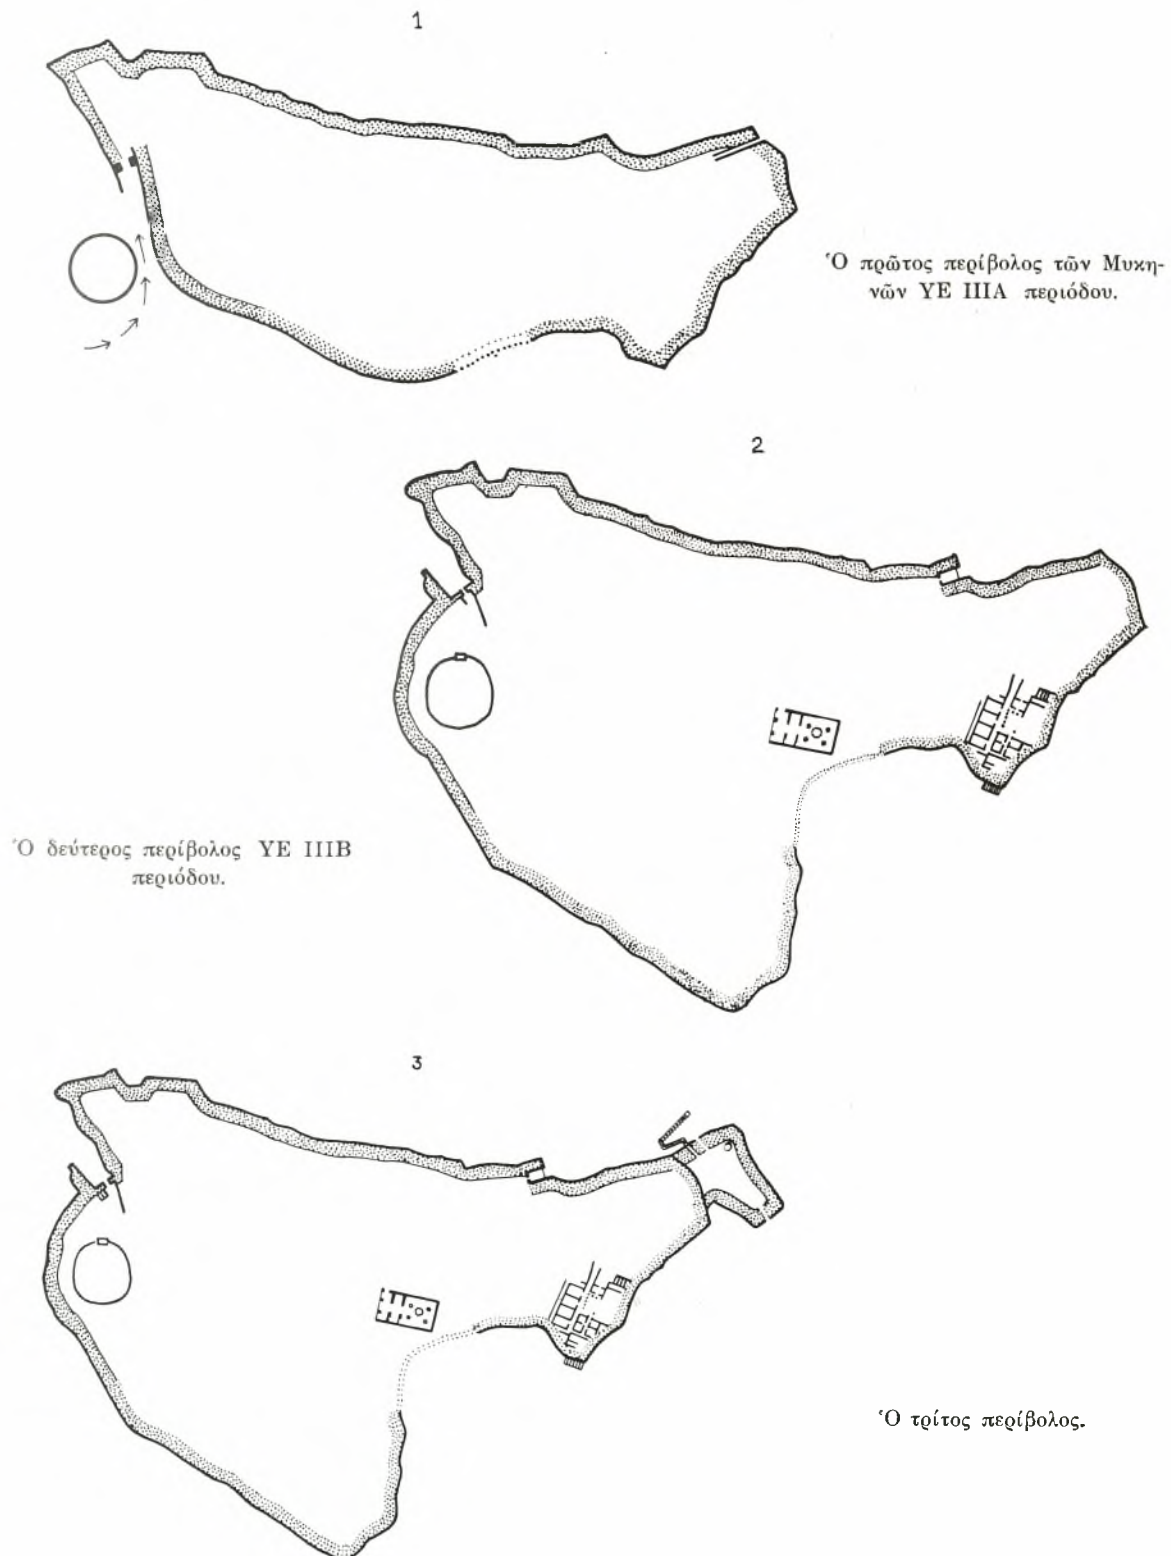 1
Ὁ πρῶτος περίβολος τῶν Μυκη-
νῶν ΥΕ ΙΙΙΑ περιόδου.
2
Ὁ δεύτερος περίβολος ΥΕ ΙΙΙΒ
περιόδου.
3
Ὁ τρίτος περίβολος.